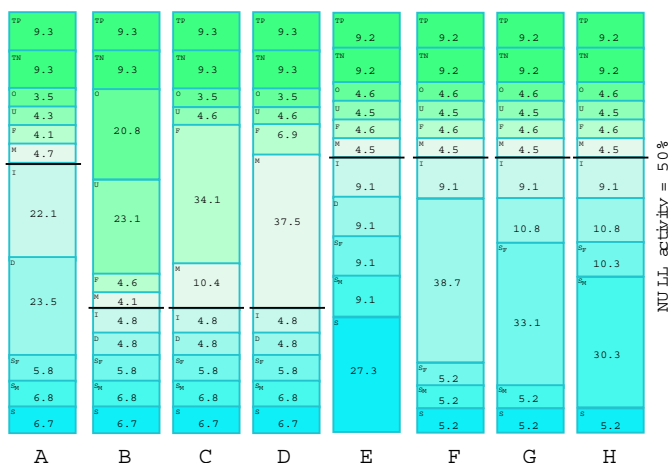 TP 9.3
TN 9.3
O 3.5
U 4.3
F 4.1
M 4.7
I 22.1
D 23.5
SF 5.8
SM 6.8
S 6.7
A
TP 9.3
TN 9.3
O 20.8
U 23.1
F 4.6
M 4.1
I 4.8
D 4.8
SF 5.8
SM 6.8
S 6.7
B
TP 9.3
TN 9.3
O 3.5
U 4.6
F 34.1
M 10.4
I 4.8
D 4.8
SF 5.8
SM 6.8
S 6.7
C
TP 9.3
TN 9.3
O 3.5
U 4.6
F 6.9
M 37.5
I 4.8
D 4.8
SF 5.8
SM 6.8
S 6.7
D
TP 9.2
TN 9.2
O 4.6
U 4.5
F 4.6
M 4.5
I 9.1
D 9.1
SF 9.1
SM 9.1
S 27.3
E
TP 9.2
TN 9.2
O 4.6
U 4.5
F 4.6
M 4.5
I 9.1
38.7
SF 5.2
SM 5.2
S 5.2
F
TP 9.2
TN 9.2
O 4.6
U 4.5
F 4.6
M 4.5
I 9.1
10.8
SF 33.1
SM 5.2
S 5.2
G
TP 9.2
TN 9.2
O 4.6
U 4.5
F 4.6
M 4.5
I 9.1
10.8
SF 10.3
SM 30.3
S 5.2
H
NULL activity = 50%